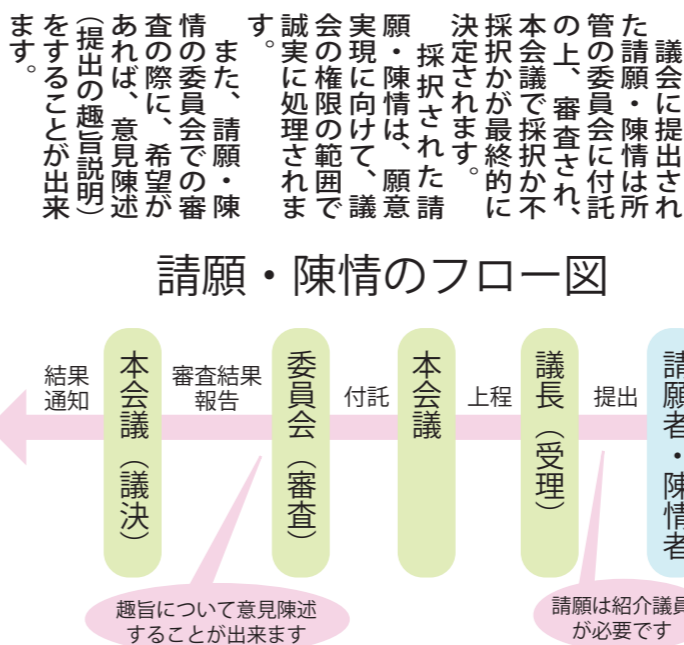 議会に提出され
た請願・陳情は所
管の委員会に付託
の上、審査され、
本会議で採択か不
採択かが最終的に
決定されます。
採択された請
願・陳情は、願意
実現に向けて、議
会の権限の範囲で
誠実に処理されま
す。
また、請願・陳
情の委員会での審
査の際に、希望が
あれば、意見陳述
（提出の趣旨説明）
をすることが出来
ます。
請願・陳情のフロー図
請願者・陳情者
提出
議長（受理）
上程
本会議
付託
委員会（審査）
審査結果
報告
本会議（議決）
結果
通知
請願は紹介議員
が必要です
趣旨について意見陳述
することが出来ます